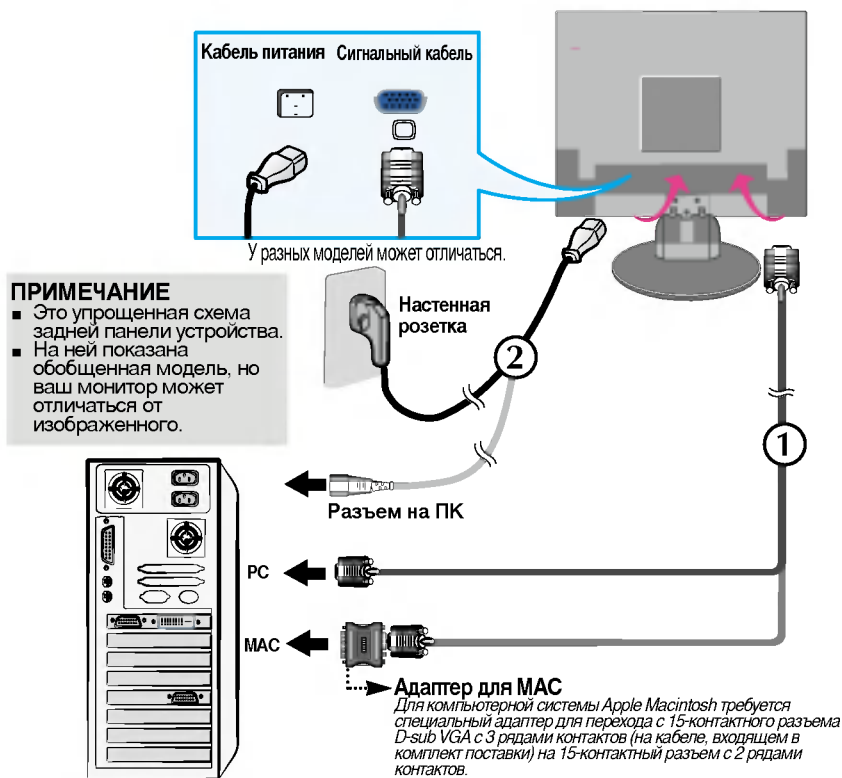 Кабель питания Сигнальный кабель
У разных моделей может отличаться.
ПРИМЕЧАНИЕ
■ Это упрощенная схема
задней панели устройства.
■ На ней показана
обобщенная модель, но
ваш монитор может
отличаться от
изображенного.
Настенная
розетка
2
1
Разъем на ПК
PC
MAC
Адаптер для MAC
Для компьютерной системы Apple Macintosh требуется
специальный адаптер для перехода с 15-контактного разъема
D-sub VGA с 3 рядами контактов (на кабеле, входящем в
комплект поставки) на 15-контактный разъем с 2 рядами
контактов.